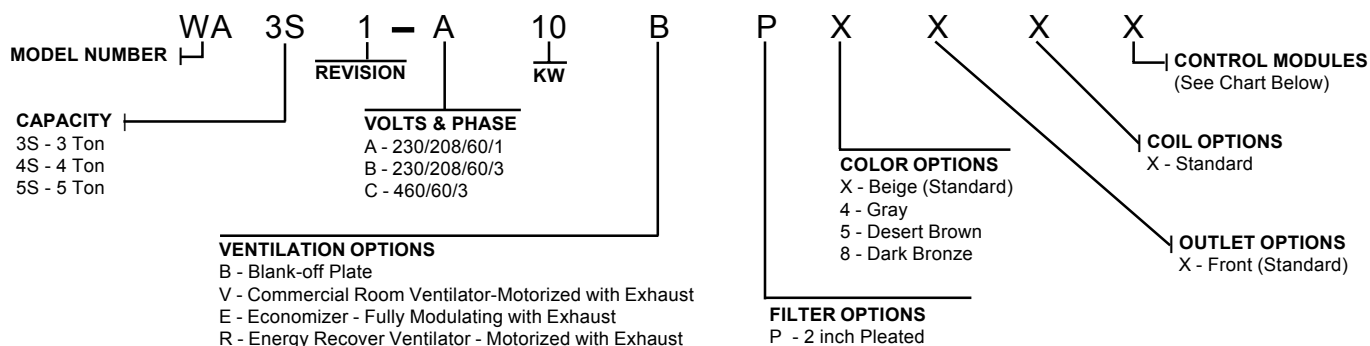 WA 3S 1 – A 10 B P X X X X
MODEL NUMBER
REVISION
KW
CONTROL MODULES
(See Chart Below)
CAPACITY
3S - 3 Ton
4S - 4 Ton
5S - 5 Ton
VOLTS & PHASE
A - 230/208/60/1
B - 230/208/60/3
C - 460/60/3
COIL OPTIONS
X - Standard
COLOR OPTIONS
X - Beige (Standard)
4 - Gray
5 - Desert Brown
8 - Dark Bronze
OUTLET OPTIONS
X - Front (Standard)
VENTILATION OPTIONS
B - Blank-off Plate
V - Commercial Room Ventilator-Motorized with Exhaust
E - Economizer - Fully Modulating with Exhaust
R - Energy Recover Ventilator - Motorized with Exhaust
FILTER OPTIONS
P - 2 inch Pleated